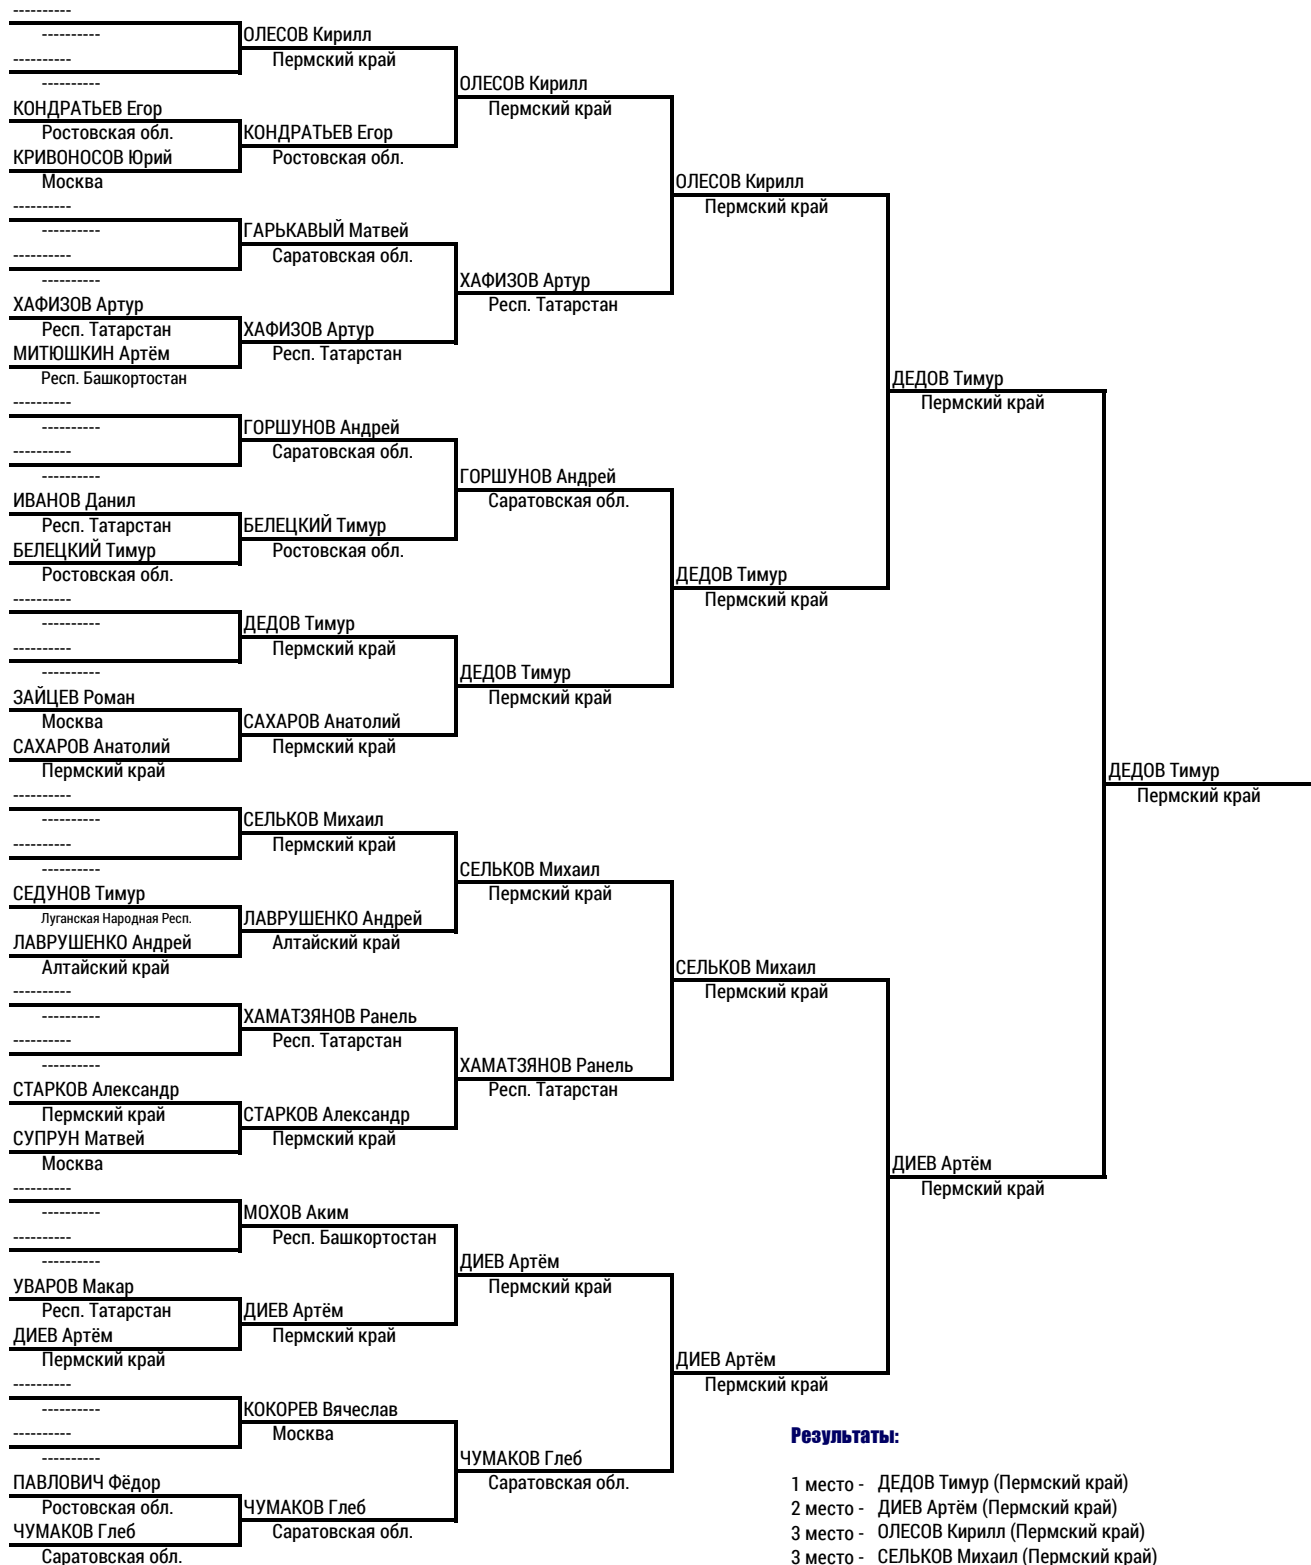 ----------
----------
----------
----------
КОНДРАТЬЕВ Егор
Ростовская обл.
КРИВОНОСОВ Юрий
Москва
----------
----------
----------
----------
ХАФИЗОВ Артур
Респ. Татарстан
МИТЮШКИН Артём
Респ. Башкортостан
----------
----------
----------
----------
ИВАНОВ Данил
Респ. Татарстан
БЕЛЕЦКИЙ Тимур
Ростовская обл.
----------
----------
----------
----------
ЗАЙЦЕВ Роман
Москва
САХАРОВ Анатолий
Пермский край
----------
----------
----------
----------
СЕДУНОВ Тимур
Луганская Народная Респ.
ЛАВРУШЕНКО Андрей
Алтайский край
----------
----------
----------
----------
СТАРКОВ Александр
Пермский край
СУПРУН Матвей
Москва
----------
----------
----------
----------
УВАРОВ Макар
Респ. Татарстан
ДИЕВ Артём
Пермский край
----------
----------
----------
----------
ПАВЛОВИЧ Фёдор
Ростовская обл.
ЧУМАКОВ Глеб
Саратовская обл.
ОЛЕСОВ Кирилл
Пермский край
КОНДРАТЬЕВ Егор
Ростовская обл.
ГАРЬКАВЫЙ Матвей
Саратовская обл.
ХАФИЗОВ Артур
Респ. Татарстан
ГОРШУНОВ Андрей
Саратовская обл.
БЕЛЕЦКИЙ Тимур
Ростовская обл.
ДЕДОВ Тимур
Пермский край
САХАРОВ Анатолий
Пермский край
СЕЛЬКОВ Михаил
Пермский край
ЛАВРУШЕНКО Андрей
Алтайский край
ХАМАТЗЯНОВ Ранель
Респ. Татарстан
СТАРКОВ Александр
Пермский край
МОХОВ Аким
Респ. Башкортостан
ДИЕВ Артём
Пермский край
КОКОРЕВ Вячеслав
Москва
ЧУМАКОВ Глеб
Саратовская обл.
ОЛЕСОВ Кирилл
Пермский край
ХАФИЗОВ Артур
Респ. Татарстан
ГОРШУНОВ Андрей
Саратовская обл.
ДЕДОВ Тимур
Пермский край
СЕЛЬКОВ Михаил
Пермский край
ХАМАТЗЯНОВ Ранель
Респ. Татарстан
ДИЕВ Артём
Пермский край
ЧУМАКОВ Глеб
Саратовская обл.
ОЛЕСОВ Кирилл
Пермский край
ДЕДОВ Тимур
Пермский край
СЕЛЬКОВ Михаил
Пермский край
ДИЕВ Артём
Пермский край
ДЕДОВ Тимур
Пермский край
ДИЕВ Артём
Пермский край
ДЕДОВ Тимур
Пермский край
Результаты:
1 место - ДЕДОВ Тимур (Пермский край)
2 место - ДИЕВ Артём (Пермский край)
3 место - ОЛЕСОВ Кирилл (Пермский край)
3 место - СЕЛЬКОВ Михаил (Пермский край)